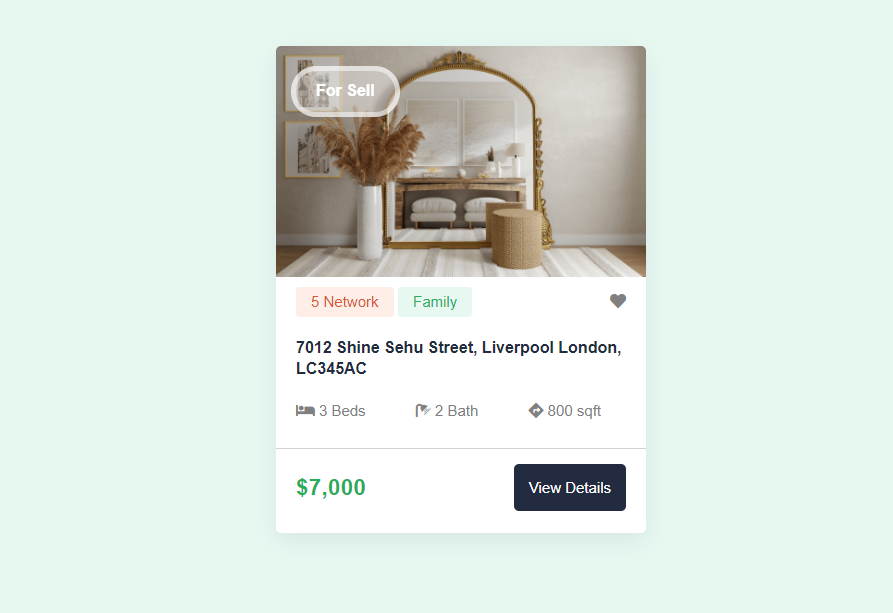 For Sell
5 Network Family
7012 Shine Sehu Street, Liverpool London,
LC345AC
3 Beds 2 Bath 800 sqft
$7,000 View Details